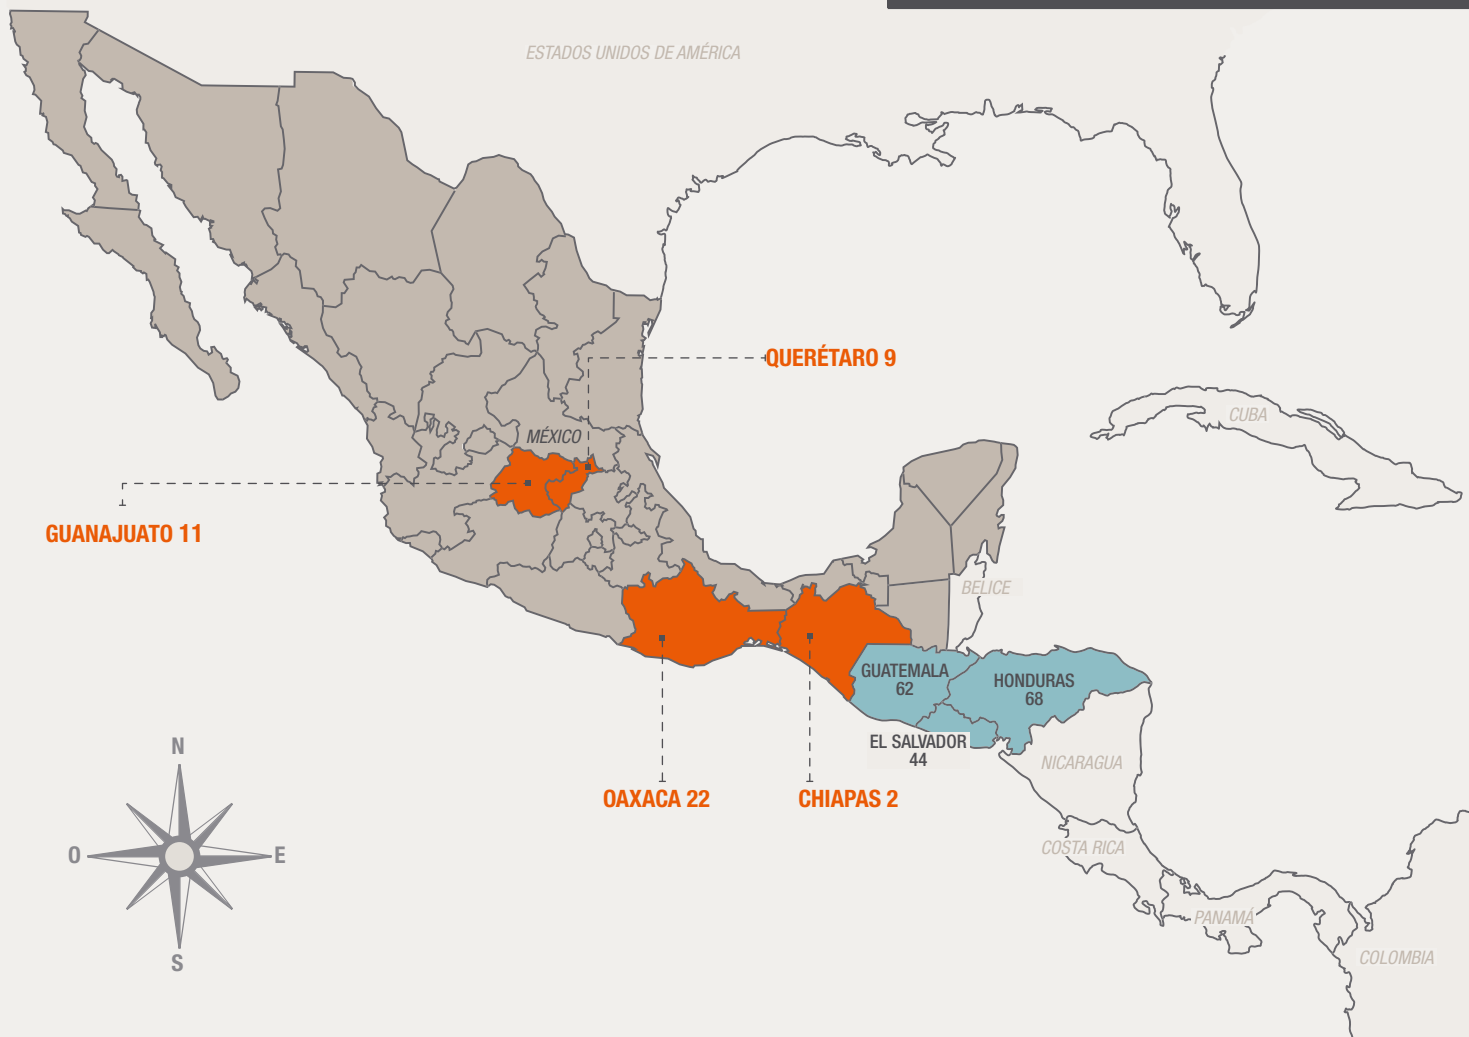 ESTADOS UNIDOS DE AMÉRICA
QUERÉTARO 9
CUBA
MÉXICO
GUANAJUATO 11
BELICE
GUATEMALA
62
HONDURAS
68
EL SALVADOR
44
NICARAGUA
OAXACA 22
CHIAPAS 2
COSTA RICA
PANAMÁ
COLOMBIA
N
O
E
S